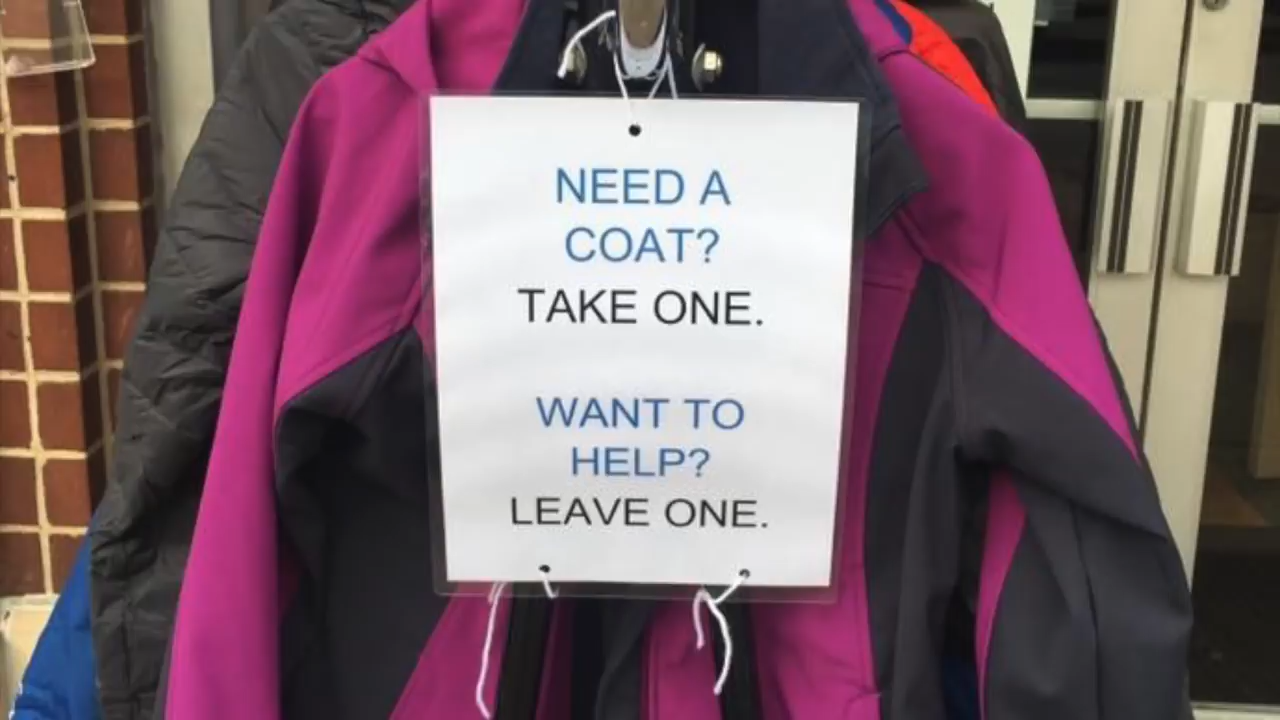 NEED A
COAT?
TAKE ONE.
WANT TO
HELP?
LEAVE ONE.